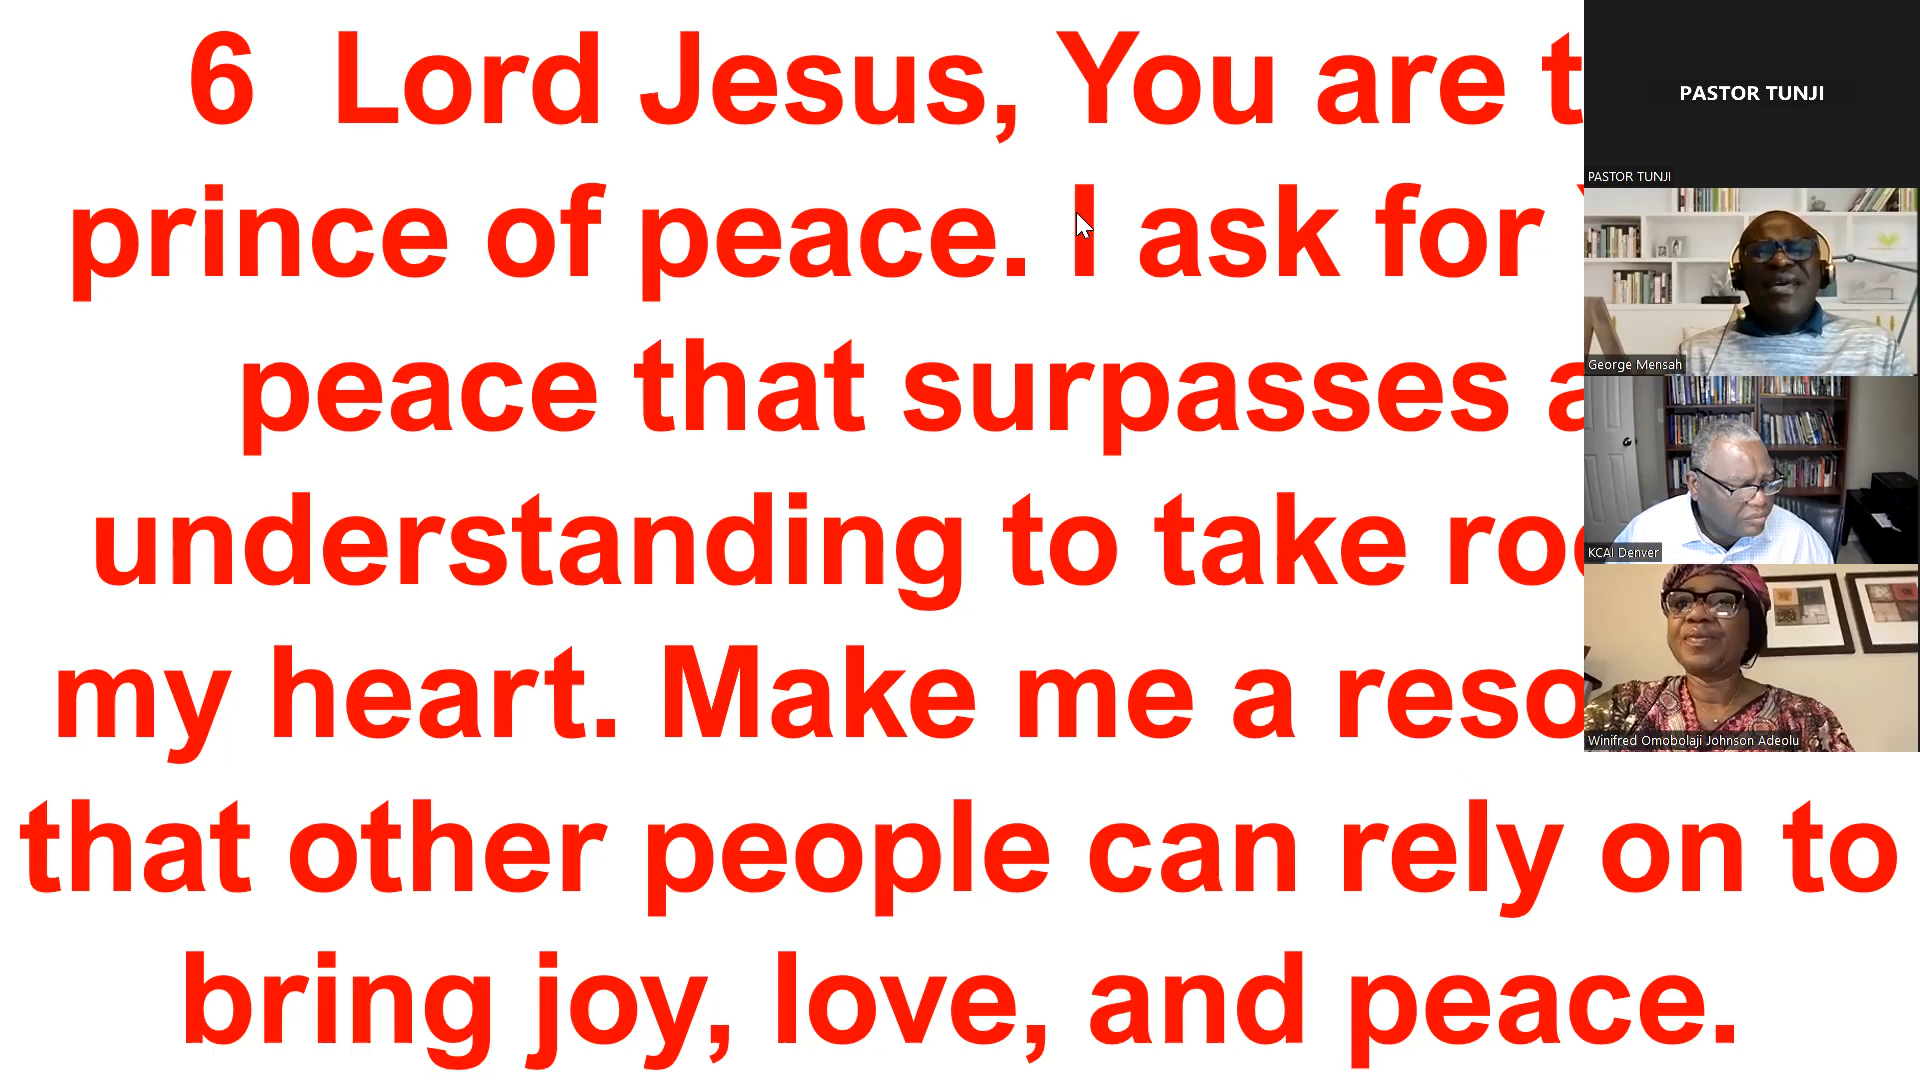 6 Lord Jesus, You are
prince of peace. I ask for
peace that surpasses
understanding to take
my heart. Make me a
that other people can rely on to
bring joy, love, and peace.
PASTOR TUNJI
PASTOR TUNJI
George Mensah
KCAI Denver
Winifred Omobolaji Johnson Adeolu